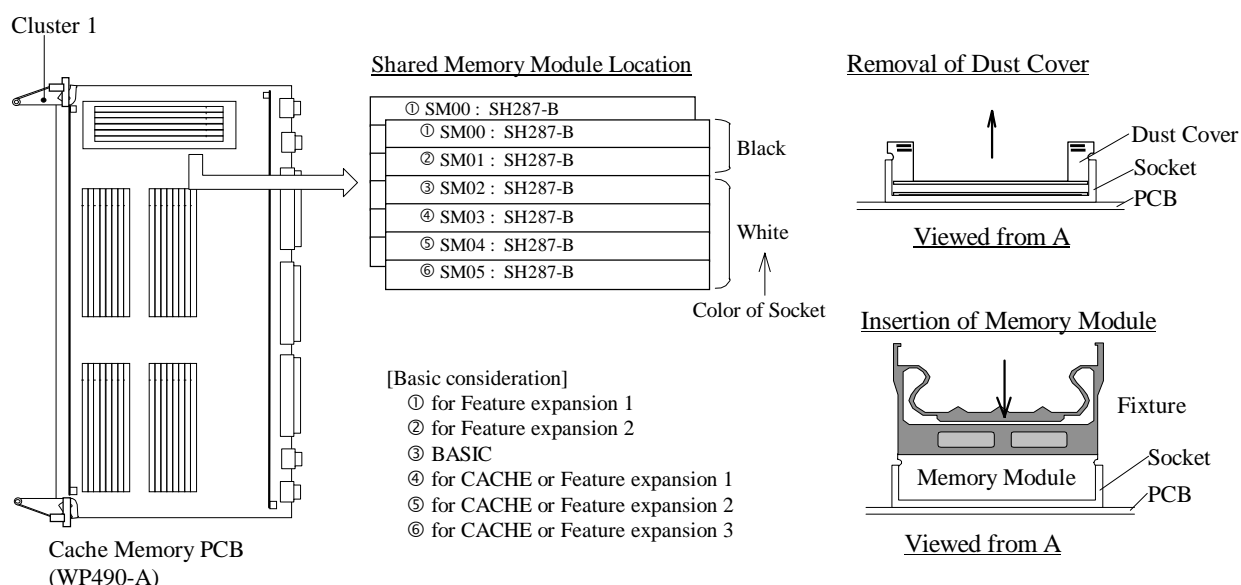 Cluster 1
Cache Memory PCB
(WP490-A)
Shared Memory Module Location
① SM00 : SH287-B
① SM00 : SH287-B
② SM01 : SH287-B
③ SM02 : SH287-B
④ SM03 : SH287-B
⑤ SM04 : SH287-B
⑥ SM05 : SH287-B
Black
White
Color of Socket
[Basic consideration]
① for Feature expansion 1
② for Feature expansion 2
③ BASIC
④ for CACHE or Feature expansion 1
⑤ for CACHE or Feature expansion 2
⑥ for CACHE or Feature expansion 3
Removal of Dust Cover
Dust Cover
Socket
PCB
Viewed from A
Insertion of Memory Module
Fixture
Memory Module
Socket
PCB
Viewed from A